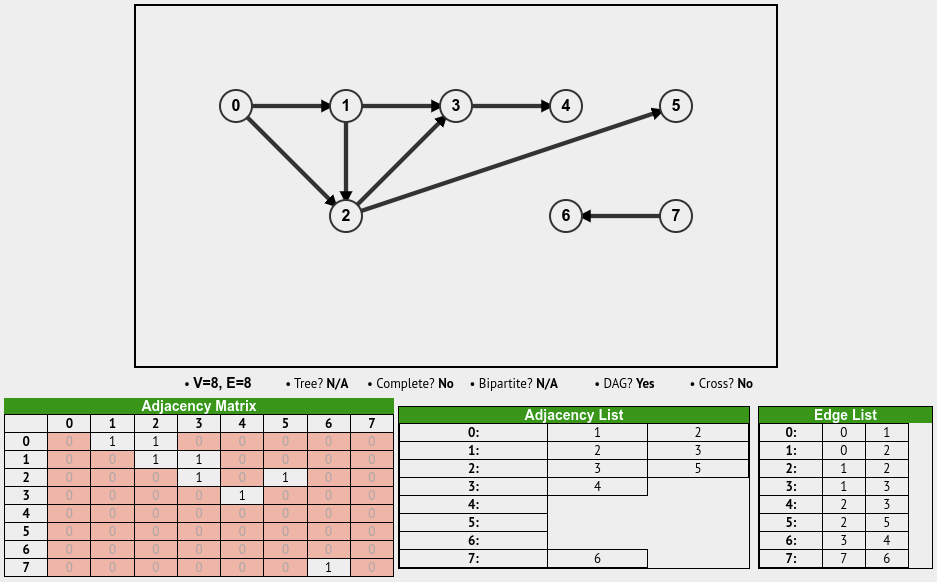 0 1 3 4 5
2 6 7
• V=8, E=8 • Tree? N/A • Complete? No • Bipartite? N/A • DAG? Yes • Cross? No
Adjacency Matrix
0 1 2 3 4 5 6 7
0 0 1 1 0 0 0 0 0
1 0 0 1 1 0 0 0 0
2 0 0 0 1 0 1 0 0
3 0 0 0 0 1 0 0 0
4 0 0 0 0 0 0 0 0
5 0 0 0 0 0 0 0 0
6 0 0 0 0 0 0 0 0
7 0 0 0 0 0 0 1 0
Adjacency List
0: 1 2
1: 2 3
2: 3 5
3: 4
4:
5:
6:
7: 6
Edge List
0: 0 1
1: 0 2
2: 1 2
3: 1 3
4: 2 3
5: 2 5
6: 3 4
7: 7 6